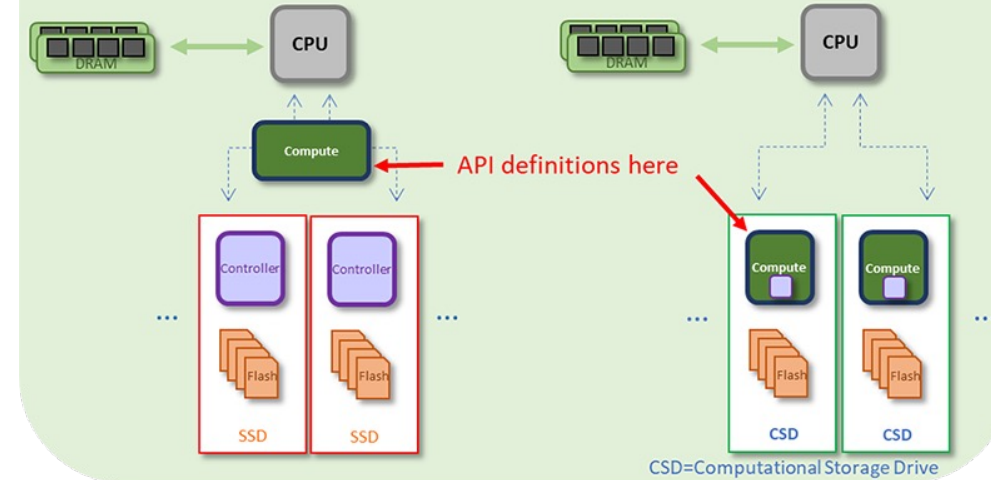 DRAM
CPU
DRAM
CPU
Compute
API definitions here
Controller
Controller
Compute
Compute
...
...
...
...
Flash
Flash
Flash
Flash
SSD
SSD
CSD
CSD
CSD=Computational Storage Drive